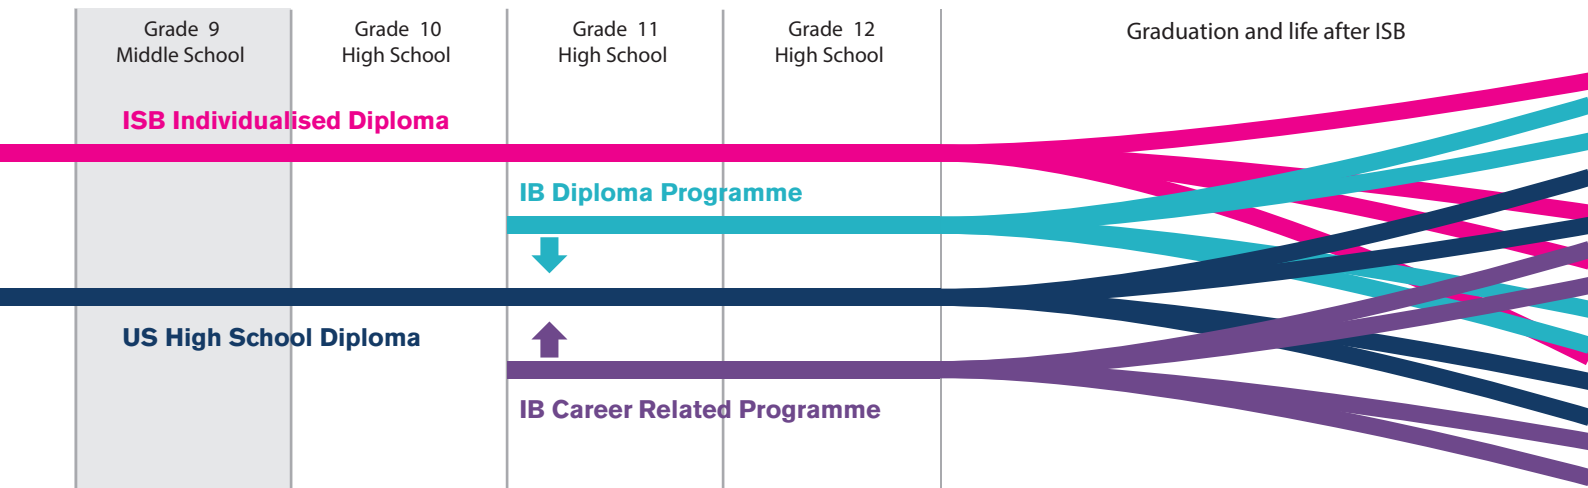 Grade 9
Middle School
Grade 10
High School
Grade 11
High School
Grade 12
High School
Graduation and life after ISB
ISB Individualised Diploma
IB Diploma Programme
US High School Diploma
IB Career Related Programme